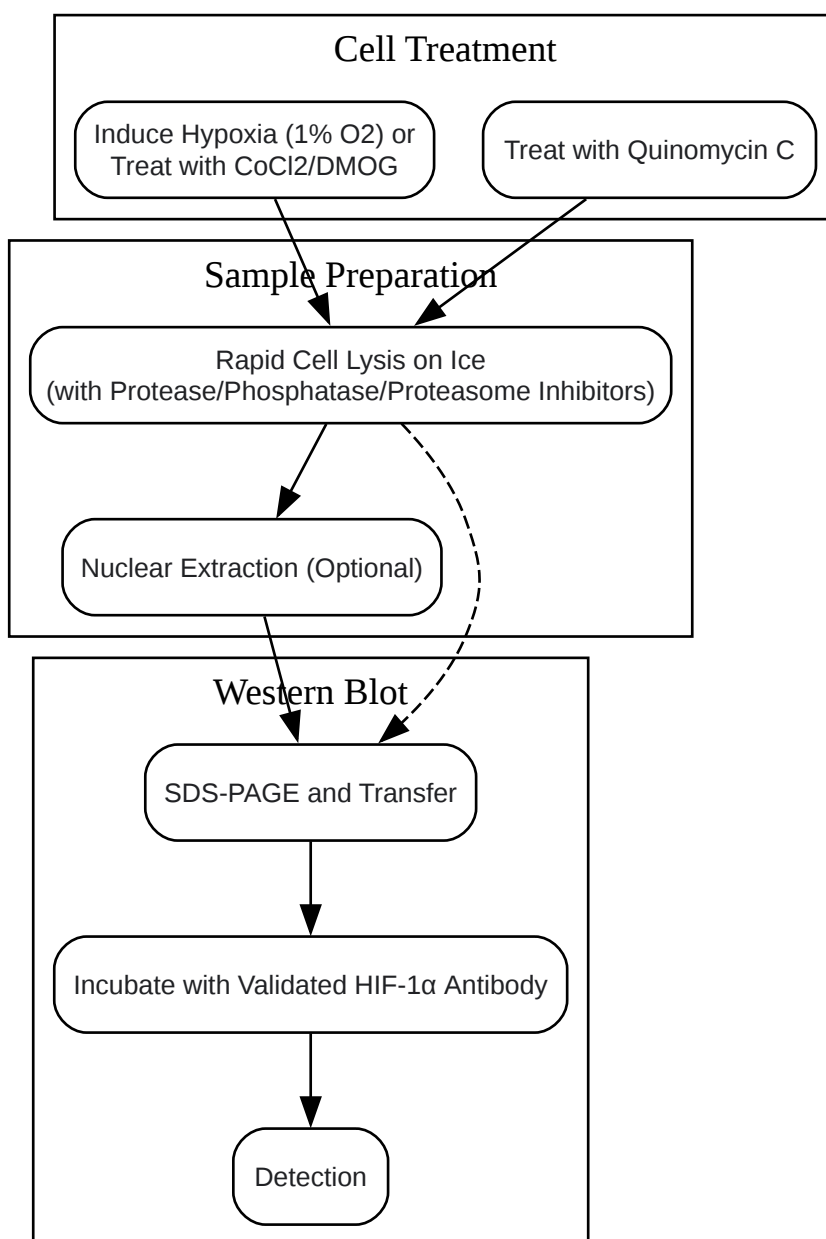 Cell Treatment
Induce Hypoxia (1% O2) or
Treat with CoCl2/DMOG
Treat with Quinomycin C
Sample Preparation
Rapid Cell Lysis on Ice
(with Protease/Phosphatase/Proteasome Inhibitors)
Nuclear Extraction (Optional)
Western Blot
SDS-PAGE and Transfer
Incubate with Validated HIF-1α Antibody
Detection